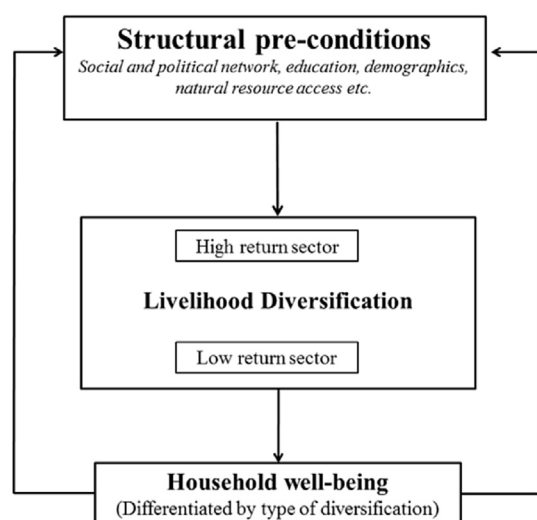 Structural pre-conditions
Social and political network, education, demographics,
natural resource access etc.
High return sector
Livelihood Diversification
Low return sector
Household well-being
(Differentiated by type of diversification)